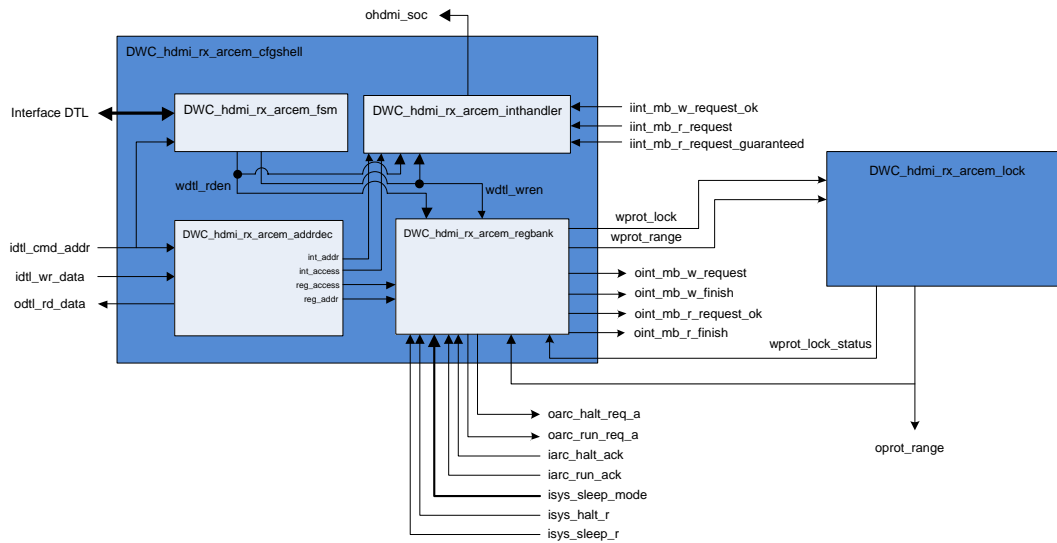 ohdmi_soc
DWC_hdmi_rx_arcem_cfgshell
Interface DTL
DWC_hdmi_rx_arcem_fsm
DWC_hdmi_rx_arcem_inthandler
iint_mb_w_request_ok
iint_mb_r_request
iint_mb_r_request_guaranteed
DWC_hdmi_rx_arcem_lock
wdtl_rden
wdtl_wren
idtl_cmd_addr
idtl_wr_data
odtl_rd_data
DWC_hdmi_rx_arcem_addrdec
int_addr
int_access
reg_access
reg_addr
DWC_hdmi_rx_arcem_regbank
wprot_lock
wprot_range
oint_mb_w_request
oint_mb_w_finish
oint_mb_r_request_ok
oint_mb_r_finish
wprot_lock_status
oarc_halt_req_a
oarc_run_req_a
iarc_halt_ack
iarc_run_ack
isys_sleep_mode
isys_halt_r
isys_sleep_r
oprot_range